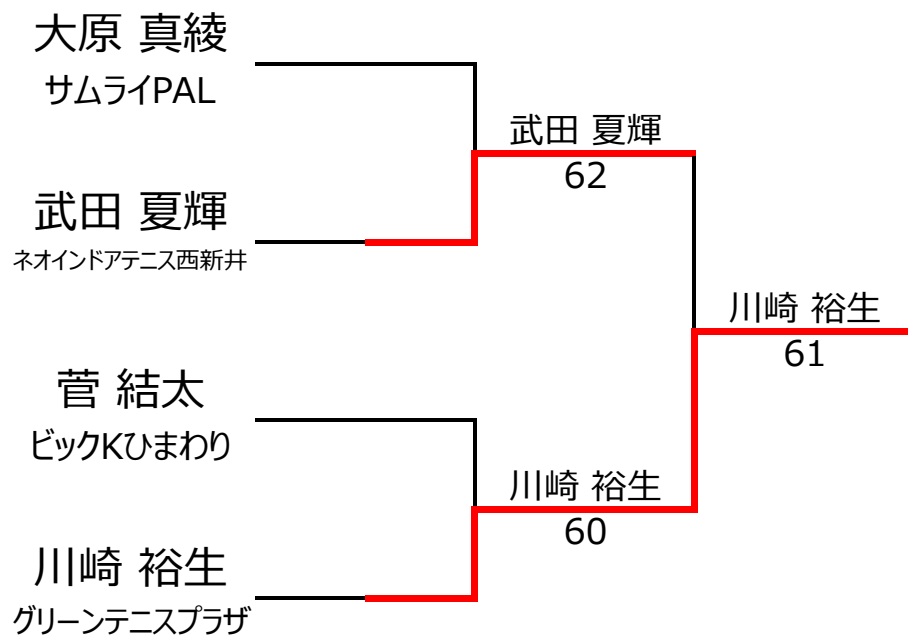 大原 真綾
サムライPAL
武田 夏輝
62
武田 夏輝
ネオインドアテニス西新井
川崎 裕生
61
菅 結太
ビックKひまわり
川崎 裕生
60
川崎 裕生
グリーンテニスプラザ